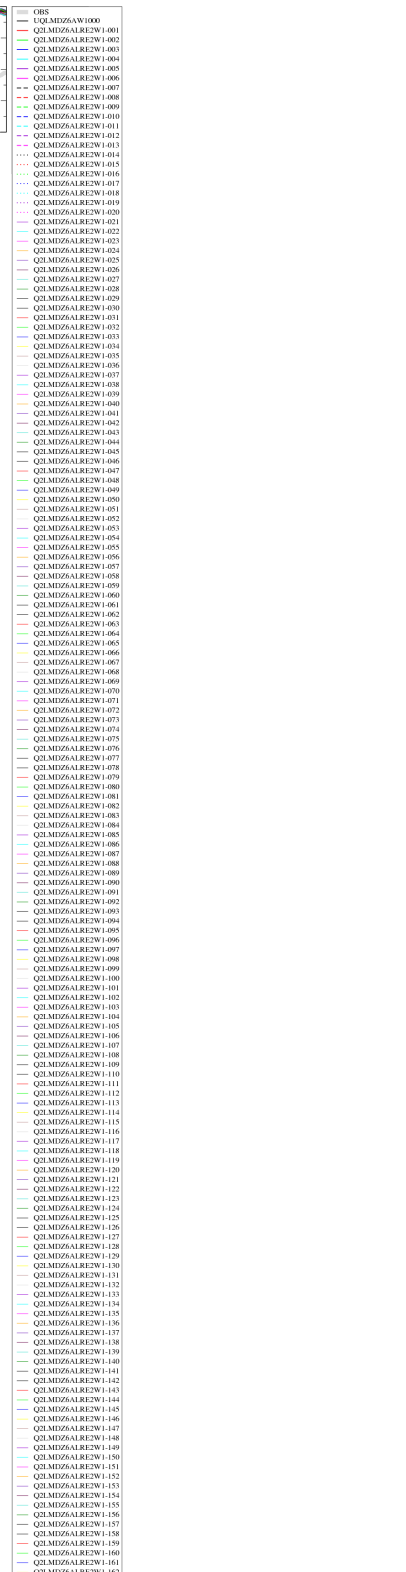 OBS
UQLMDZ6AW1000
Q2LMDZ6ALRE2W1-001
Q2LMDZ6ALRE2W1-002
Q2LMDZ6ALRE2W1-003
Q2LMDZ6ALRE2W1-004
Q2LMDZ6ALRE2W1-005
Q2LMDZ6ALRE2W1-006
Q2LMDZ6ALRE2W1-007
Q2LMDZ6ALRE2W1-008
Q2LMDZ6ALRE2W1-009
Q2LMDZ6ALRE2W1-010
Q2LMDZ6ALRE2W1-011
Q2LMDZ6ALRE2W1-012
Q2LMDZ6ALRE2W1-013
Q2LMDZ6ALRE2W1-014
Q2LMDZ6ALRE2W1-015
Q2LMDZ6ALRE2W1-016
Q2LMDZ6ALRE2W1-017
Q2LMDZ6ALRE2W1-018
Q2LMDZ6ALRE2W1-019
Q2LMDZ6ALRE2W1-020
Q2LMDZ6ALRE2W1-021
Q2LMDZ6ALRE2W1-022
Q2LMDZ6ALRE2W1-023
Q2LMDZ6ALRE2W1-024
Q2LMDZ6ALRE2W1-025
Q2LMDZ6ALRE2W1-026
Q2LMDZ6ALRE2W1-027
Q2LMDZ6ALRE2W1-028
Q2LMDZ6ALRE2W1-029
Q2LMDZ6ALRE2W1-030
Q2LMDZ6ALRE2W1-031
Q2LMDZ6ALRE2W1-032
Q2LMDZ6ALRE2W1-033
Q2LMDZ6ALRE2W1-034
Q2LMDZ6ALRE2W1-035
Q2LMDZ6ALRE2W1-036
Q2LMDZ6ALRE2W1-037
Q2LMDZ6ALRE2W1-038
Q2LMDZ6ALRE2W1-039
Q2LMDZ6ALRE2W1-040
Q2LMDZ6ALRE2W1-041
Q2LMDZ6ALRE2W1-042
Q2LMDZ6ALRE2W1-043
Q2LMDZ6ALRE2W1-044
Q2LMDZ6ALRE2W1-045
Q2LMDZ6ALRE2W1-046
Q2LMDZ6ALRE2W1-047
Q2LMDZ6ALRE2W1-048
Q2LMDZ6ALRE2W1-049
Q2LMDZ6ALRE2W1-050
Q2LMDZ6ALRE2W1-051
Q2LMDZ6ALRE2W1-052
Q2LMDZ6ALRE2W1-053
Q2LMDZ6ALRE2W1-054
Q2LMDZ6ALRE2W1-055
Q2LMDZ6ALRE2W1-056
Q2LMDZ6ALRE2W1-057
Q2LMDZ6ALRE2W1-058
Q2LMDZ6ALRE2W1-059
Q2LMDZ6ALRE2W1-060
Q2LMDZ6ALRE2W1-061
Q2LMDZ6ALRE2W1-062
Q2LMDZ6ALRE2W1-063
Q2LMDZ6ALRE2W1-064
Q2LMDZ6ALRE2W1-065
Q2LMDZ6ALRE2W1-066
Q2LMDZ6ALRE2W1-067
Q2LMDZ6ALRE2W1-068
Q2LMDZ6ALRE2W1-069
Q2LMDZ6ALRE2W1-070
Q2LMDZ6ALRE2W1-071
Q2LMDZ6ALRE2W1-072
Q2LMDZ6ALRE2W1-073
Q2LMDZ6ALRE2W1-074
Q2LMDZ6ALRE2W1-075
Q2LMDZ6ALRE2W1-076
Q2LMDZ6ALRE2W1-077
Q2LMDZ6ALRE2W1-078
Q2LMDZ6ALRE2W1-079
Q2LMDZ6ALRE2W1-080
Q2LMDZ6ALRE2W1-081
Q2LMDZ6ALRE2W1-082
Q2LMDZ6ALRE2W1-083
Q2LMDZ6ALRE2W1-084
Q2LMDZ6ALRE2W1-085
Q2LMDZ6ALRE2W1-086
Q2LMDZ6ALRE2W1-087
Q2LMDZ6ALRE2W1-088
Q2LMDZ6ALRE2W1-089
Q2LMDZ6ALRE2W1-090
Q2LMDZ6ALRE2W1-091
Q2LMDZ6ALRE2W1-092
Q2LMDZ6ALRE2W1-093
Q2LMDZ6ALRE2W1-094
Q2LMDZ6ALRE2W1-095
Q2LMDZ6ALRE2W1-096
Q2LMDZ6ALRE2W1-097
Q2LMDZ6ALRE2W1-098
Q2LMDZ6ALRE2W1-099
Q2LMDZ6ALRE2W1-100
Q2LMDZ6ALRE2W1-101
Q2LMDZ6ALRE2W1-102
Q2LMDZ6ALRE2W1-103
Q2LMDZ6ALRE2W1-104
Q2LMDZ6ALRE2W1-105
Q2LMDZ6ALRE2W1-106
Q2LMDZ6ALRE2W1-107
Q2LMDZ6ALRE2W1-108
Q2LMDZ6ALRE2W1-109
Q2LMDZ6ALRE2W1-110
Q2LMDZ6ALRE2W1-111
Q2LMDZ6ALRE2W1-112
Q2LMDZ6ALRE2W1-113
Q2LMDZ6ALRE2W1-114
Q2LMDZ6ALRE2W1-115
Q2LMDZ6ALRE2W1-116
Q2LMDZ6ALRE2W1-117
Q2LMDZ6ALRE2W1-118
Q2LMDZ6ALRE2W1-119
Q2LMDZ6ALRE2W1-120
Q2LMDZ6ALRE2W1-121
Q2LMDZ6ALRE2W1-122
Q2LMDZ6ALRE2W1-123
Q2LMDZ6ALRE2W1-124
Q2LMDZ6ALRE2W1-125
Q2LMDZ6ALRE2W1-126
Q2LMDZ6ALRE2W1-127
Q2LMDZ6ALRE2W1-128
Q2LMDZ6ALRE2W1-129
Q2LMDZ6ALRE2W1-130
Q2LMDZ6ALRE2W1-131
Q2LMDZ6ALRE2W1-132
Q2LMDZ6ALRE2W1-133
Q2LMDZ6ALRE2W1-134
Q2LMDZ6ALRE2W1-135
Q2LMDZ6ALRE2W1-136
Q2LMDZ6ALRE2W1-137
Q2LMDZ6ALRE2W1-138
Q2LMDZ6ALRE2W1-139
Q2LMDZ6ALRE2W1-140
Q2LMDZ6ALRE2W1-141
Q2LMDZ6ALRE2W1-142
Q2LMDZ6ALRE2W1-143
Q2LMDZ6ALRE2W1-144
Q2LMDZ6ALRE2W1-145
Q2LMDZ6ALRE2W1-146
Q2LMDZ6ALRE2W1-147
Q2LMDZ6ALRE2W1-148
Q2LMDZ6ALRE2W1-149
Q2LMDZ6ALRE2W1-150
Q2LMDZ6ALRE2W1-151
Q2LMDZ6ALRE2W1-152
Q2LMDZ6ALRE2W1-153
Q2LMDZ6ALRE2W1-154
Q2LMDZ6ALRE2W1-155
Q2LMDZ6ALRE2W1-156
Q2LMDZ6ALRE2W1-157
Q2LMDZ6ALRE2W1-158
Q2LMDZ6ALRE2W1-159
Q2LMDZ6ALRE2W1-160
Q2LMDZ6ALRE2W1-161